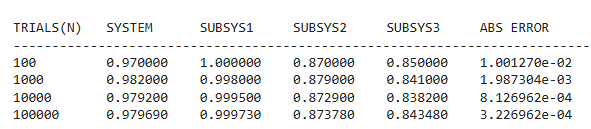 TRIALS(N) SYSTEM SUBSYS1 SUBSYS2 SUBSYS3 ABS ERROR
--------------------------------------------------------------------------
100 0.970000 1.000000 0.870000 0.850000 1.001270e-02
1000 0.982000 0.998000 0.879000 0.841000 1.987304e-03
10000 0.979200 0.999500 0.872900 0.838200 8.126962e-04
100000 0.979690 0.999730 0.873780 0.843480 3.226962e-04